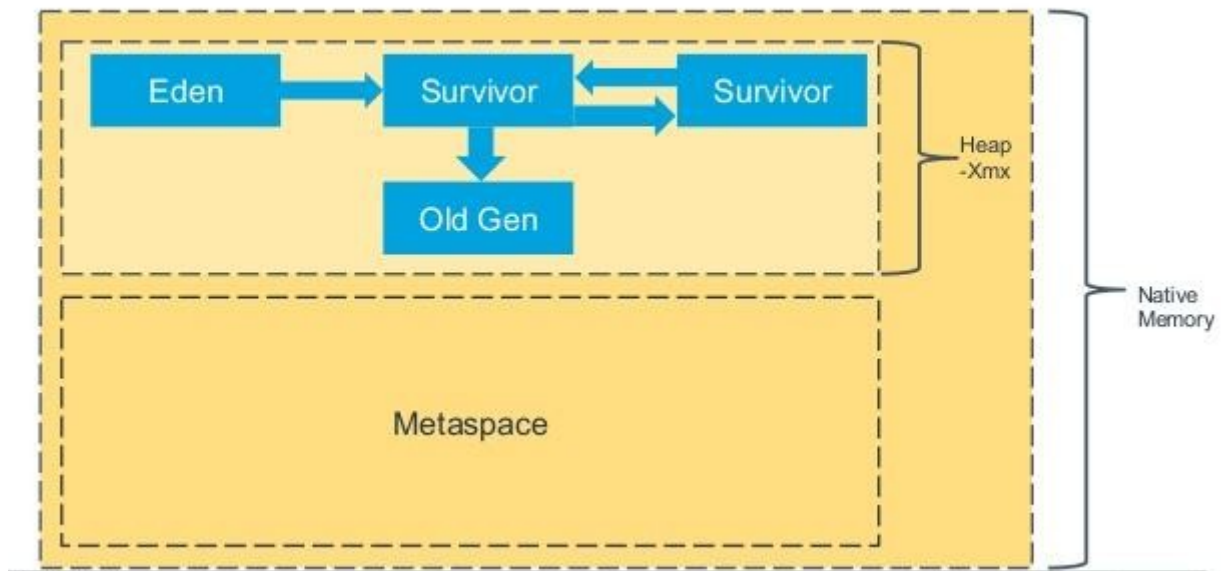 Eden
Survivor
Survivor
Heap
-Xmx
Old Gen
Native
Memory
Metaspace